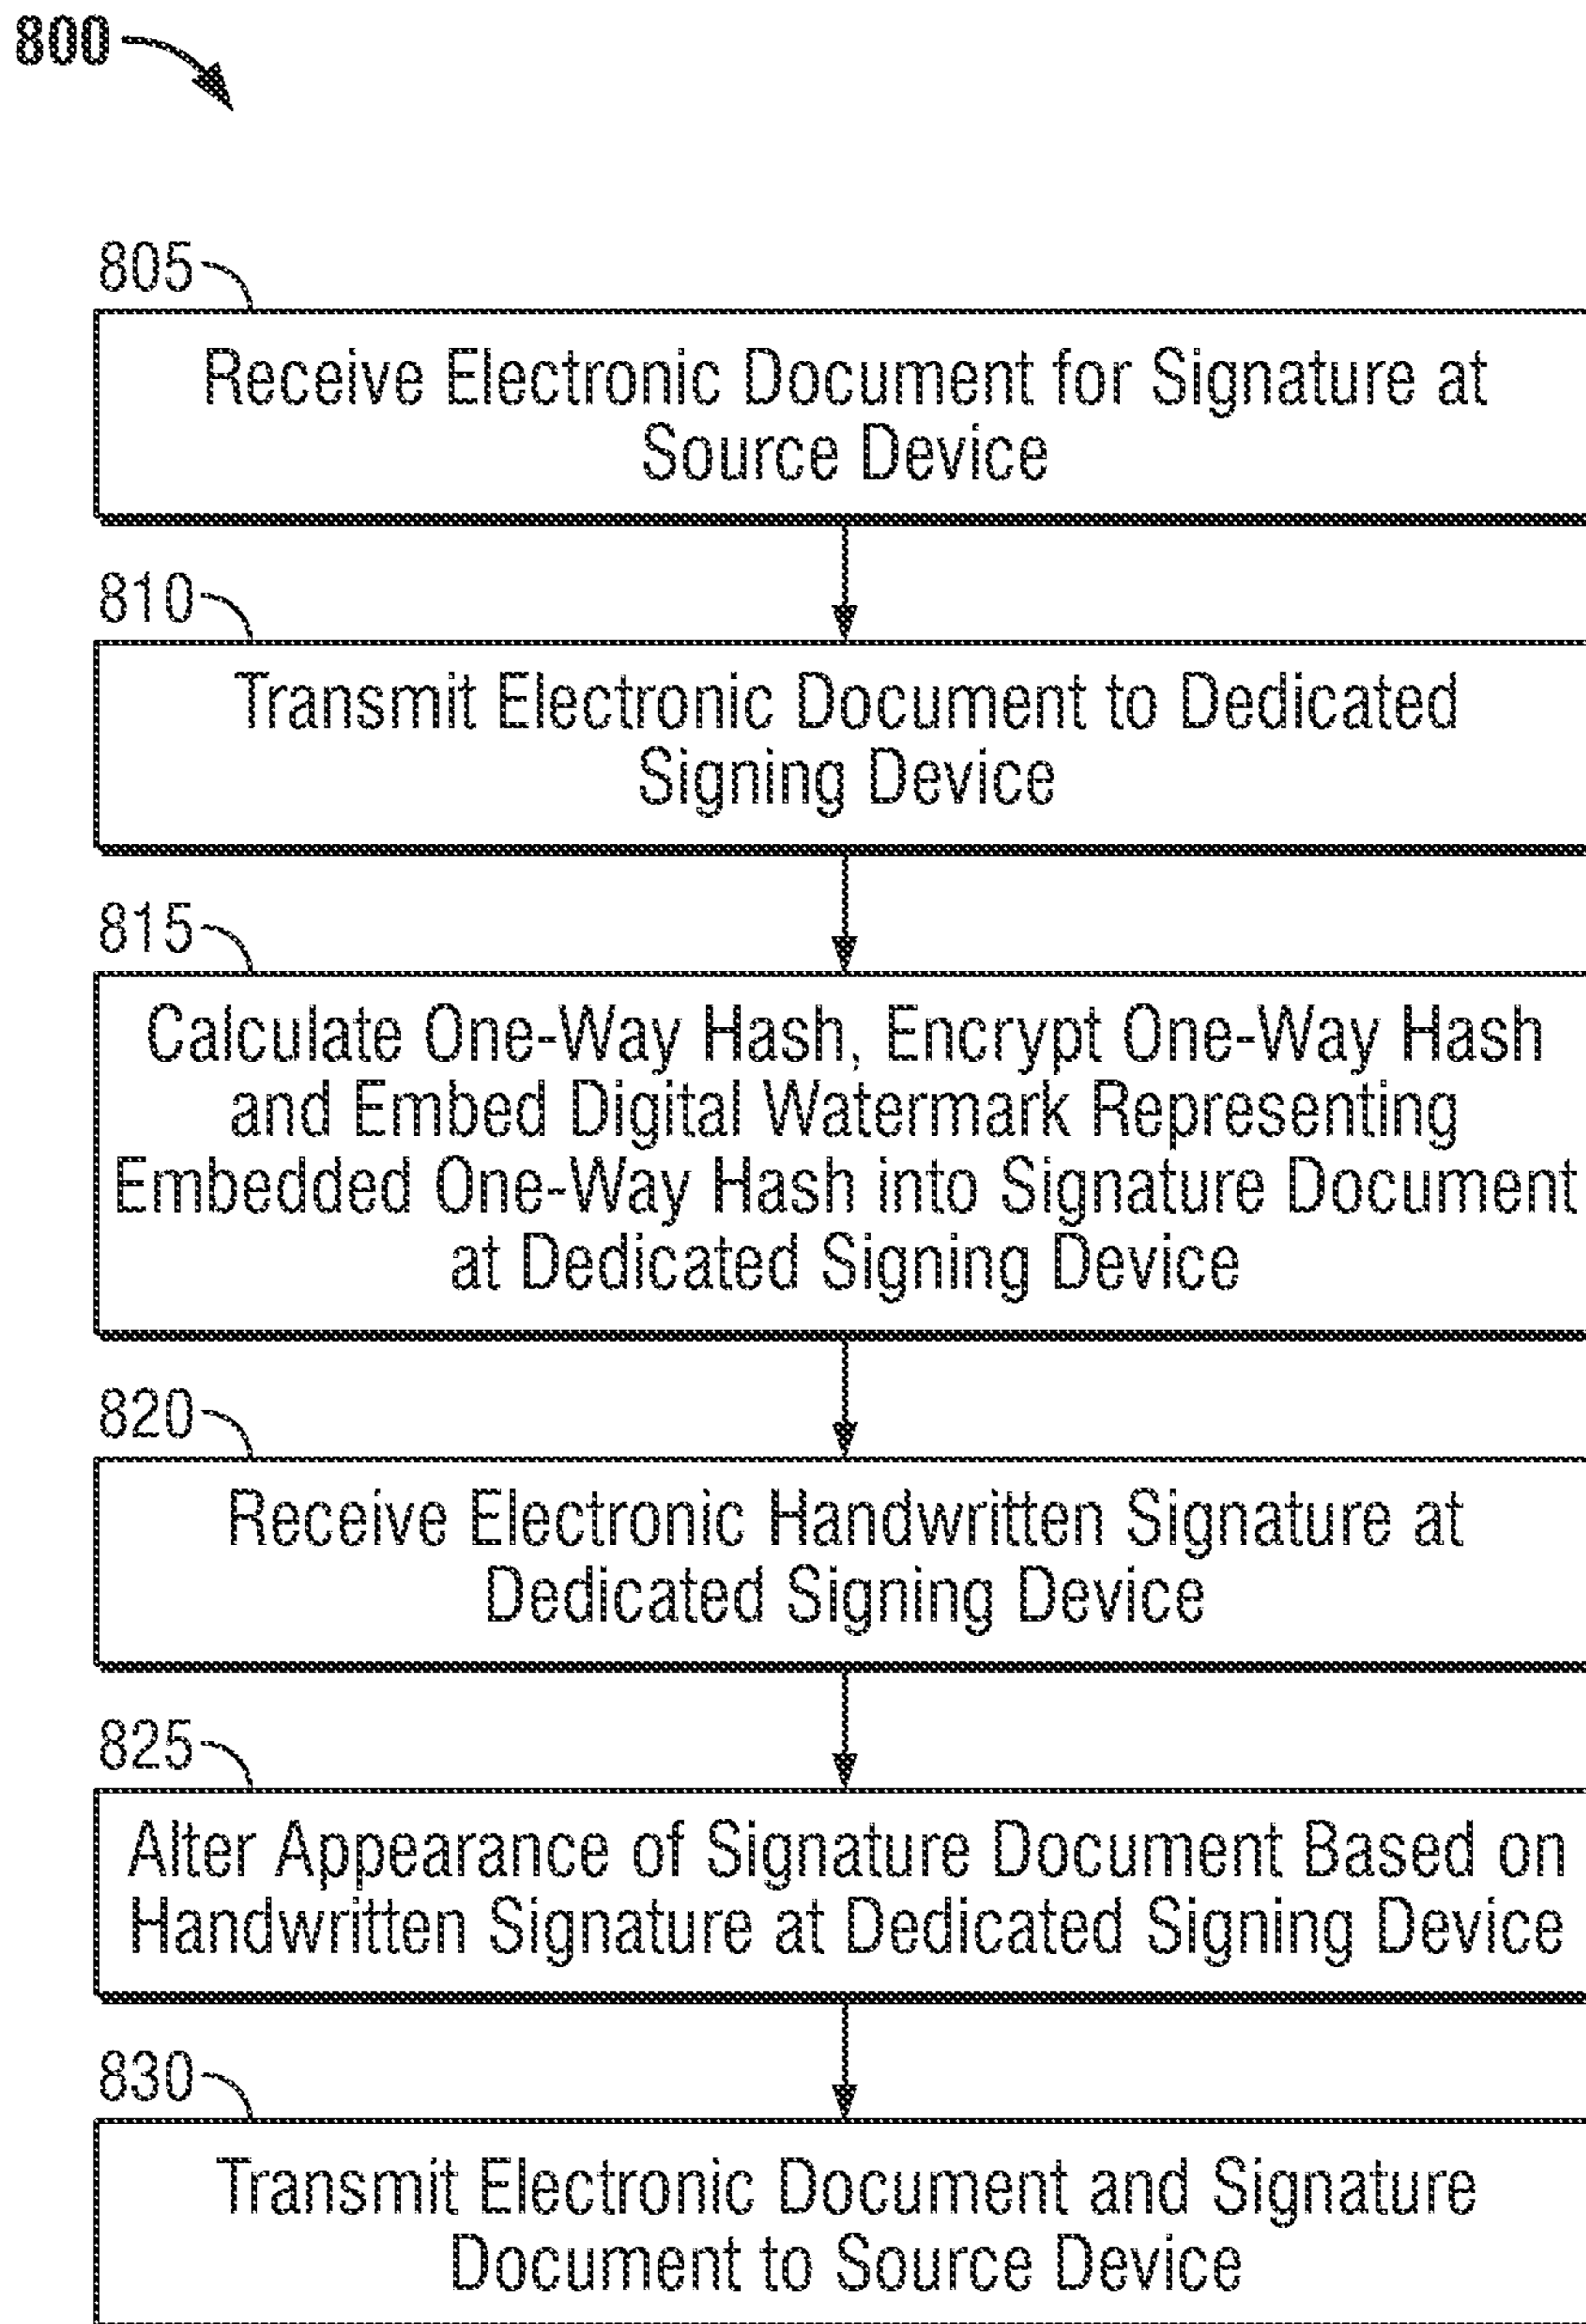 800
805
Receive Electronic Document for Signature at
Source Device
810
Transmit Electronic Document to Dedicated
Signing Device
815
Calculate One-Way Hash, Encrypt One-Way Hash
and Embed Digital Watermark Representing
Embedded One-Way Hash into Signature Document
at Dedicated Signing Device
820
Receive Electronic Handwritten Signature at
Dedicated Signing Device
825
Alter Appearance of Signature Document Based on
Handwritten Signature at Dedicated Signing Device
830
Transmit Electronic Document and Signature
Document to Source Device